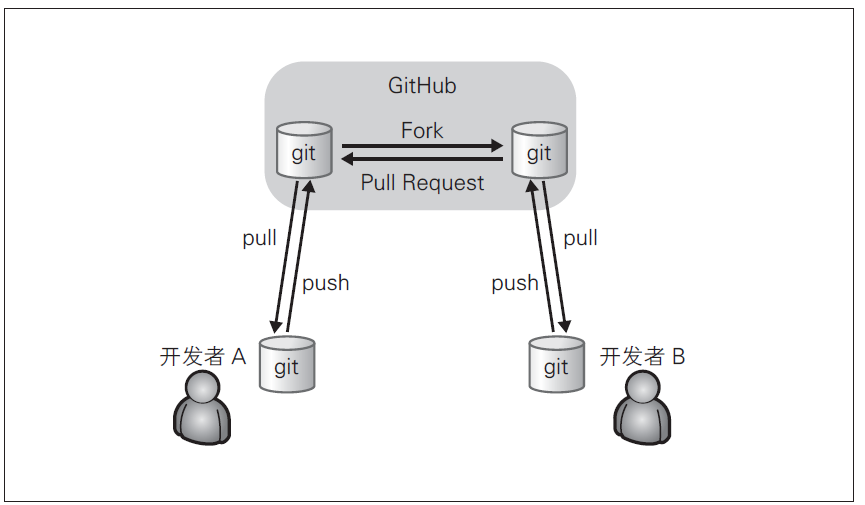 GitHub
Fork
git
git
Pull Request
pull
pull
push
push
开发者 A
开发者 B
git
git